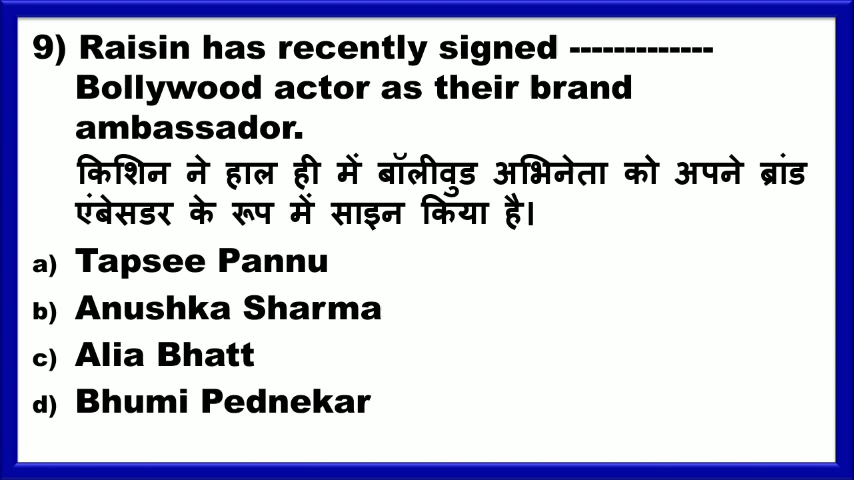 9) Raisin has recently signed -------------
Bollywood actor as their brand
ambassador.
किशिन ने हाल ही में बॉलीवुड अभिनेता को अपने ब्रांड
एंबेसडर के रूप में साइन किया है।
a) Tapsee Pannu
b) Anushka Sharma
c) Alia Bhatt
d) Bhumi Pednekar